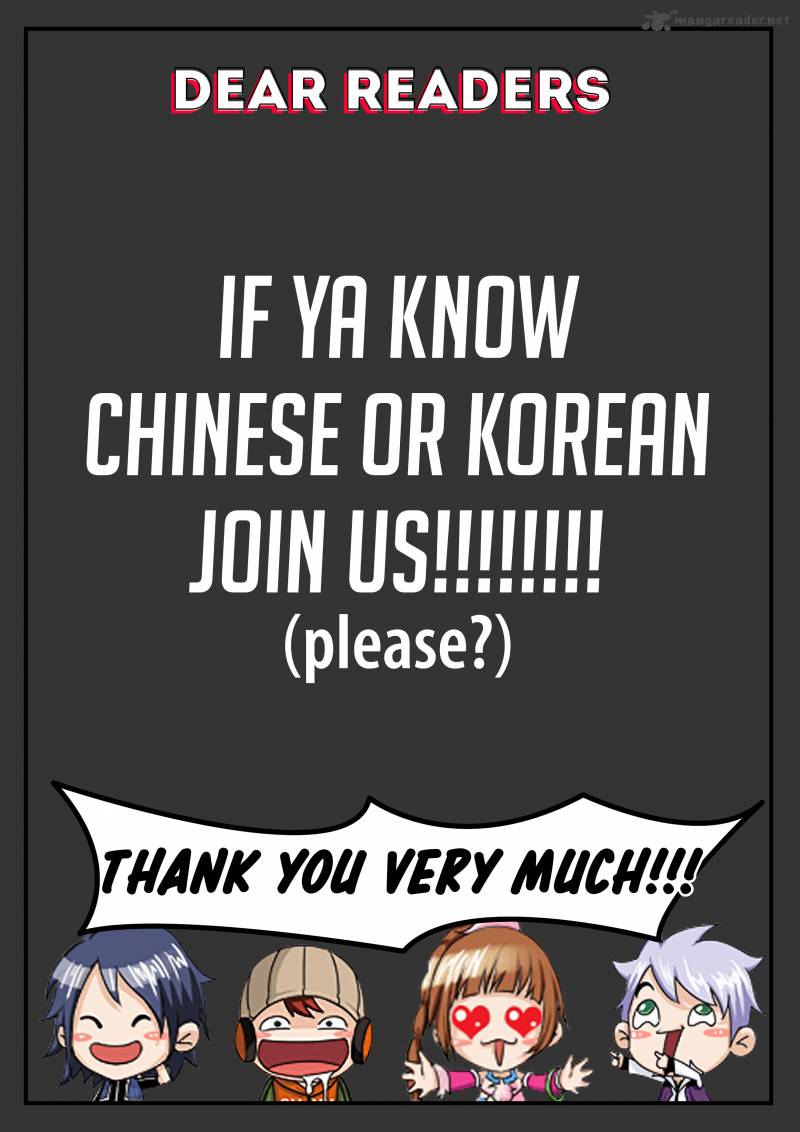 mangareader.net
DEAR READERS
IF YA KNOW
CHINESE OR KOREAN
JOIN US!!!!!!!!
(please?)
THANK YOU VERY MUCH!!!